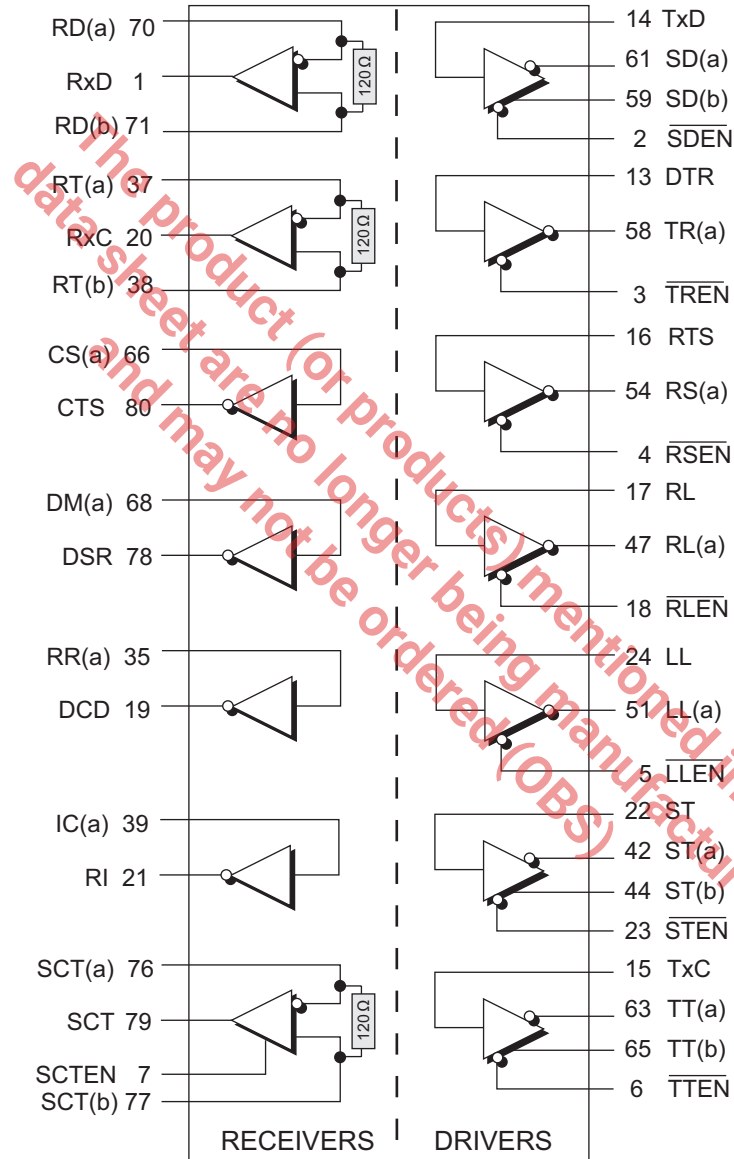 RD(a) 70
RxD 1
RD(b) 71
120 Ω
RT(a) 37
RxC 20
RT(b) 38
120 Ω
CS(a) 66
CTS 80
DM(a) 68
DSR 78
RR(a) 35
DCD 19
IC(a) 39
RI 21
SCT(a) 76
SCT 79
SCTEN 7
SCT(b) 77
120 Ω
RECEIVERS
14 TxD
61 SD(a)
59 SD(b)
2 SDEN
13 DTR
58 TR(a)
3 TREN
16 RTS
54 RS(a)
4 RSEN
17 RL
47 RL(a)
18 RLEN
24 LL
51 LL(a)
5 LLEN
22 ST
42 ST(a)
44 ST(b)
23 STEN
15 TxC
63 TT(a)
65 TT(b)
6 TTEN
DRIVERS
The product (or products) mentioned in
data sheet are no longer being manufactur
and may not be ordered (OBS)